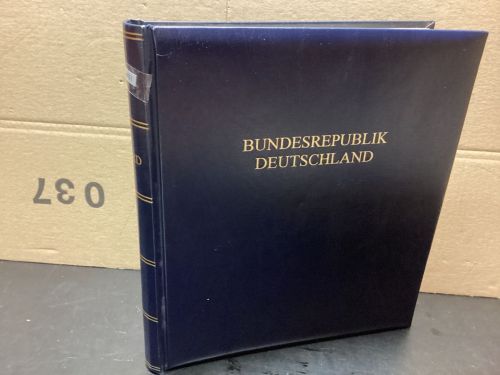 BUNDESREPUBLIK
DEUTSCHLAND
D
037